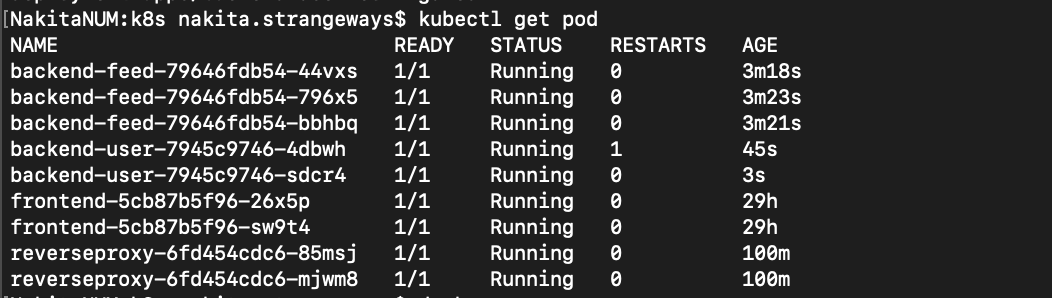 [NakitaNUM:k8s nakita.strangeways$ kubectl get pod
NAME READY STATUS RESTARTS AGE
backend-feed-79646fdb54-44vxs 1/1 Running 0 3m18s
backend-feed-79646fdb54-796x5 1/1 Running 0 3m23s
backend-feed-79646fdb54-bbhbq 1/1 Running 0 3m21s
backend-user-7945c9746-4dbwh 1/1 Running 1 45s
backend-user-7945c9746-sdcr4 1/1 Running 0 3s
frontend-5cb87b5f96-26x5p 1/1 Running 0 29h
frontend-5cb87b5f96-sw9t4 1/1 Running 0 29h
reverseproxy-6fd454cdc6-85msj 1/1 Running 0 100m
reverseproxy-6fd454cdc6-mjwm8 1/1 Running 0 100m